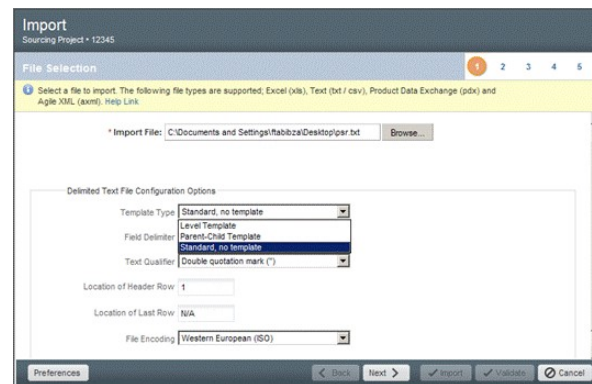 Import
Sourcing Project • 12345
File Selection
1 2 3 4 5
Select a file to import. The following file types are supported; Excel (xls), Text (txt / csv), Product Data Exchange (pdx) and
Agile XML (axml). Help Link
* Import File: C:\Documents and Settings\ftabibza\Desktop\psr.txt Browse...
Delimited Text File Configuration Options
Template Type Standard, no template
Level Template
Field Delimiter Parent-Child Template
Standard, no template
Text Qualifier Double quotation mark (")
Location of Header Row 1
Location of Last Row N/A
File Encoding Western European (ISO)
Preferences Back Next Import Validate Cancel